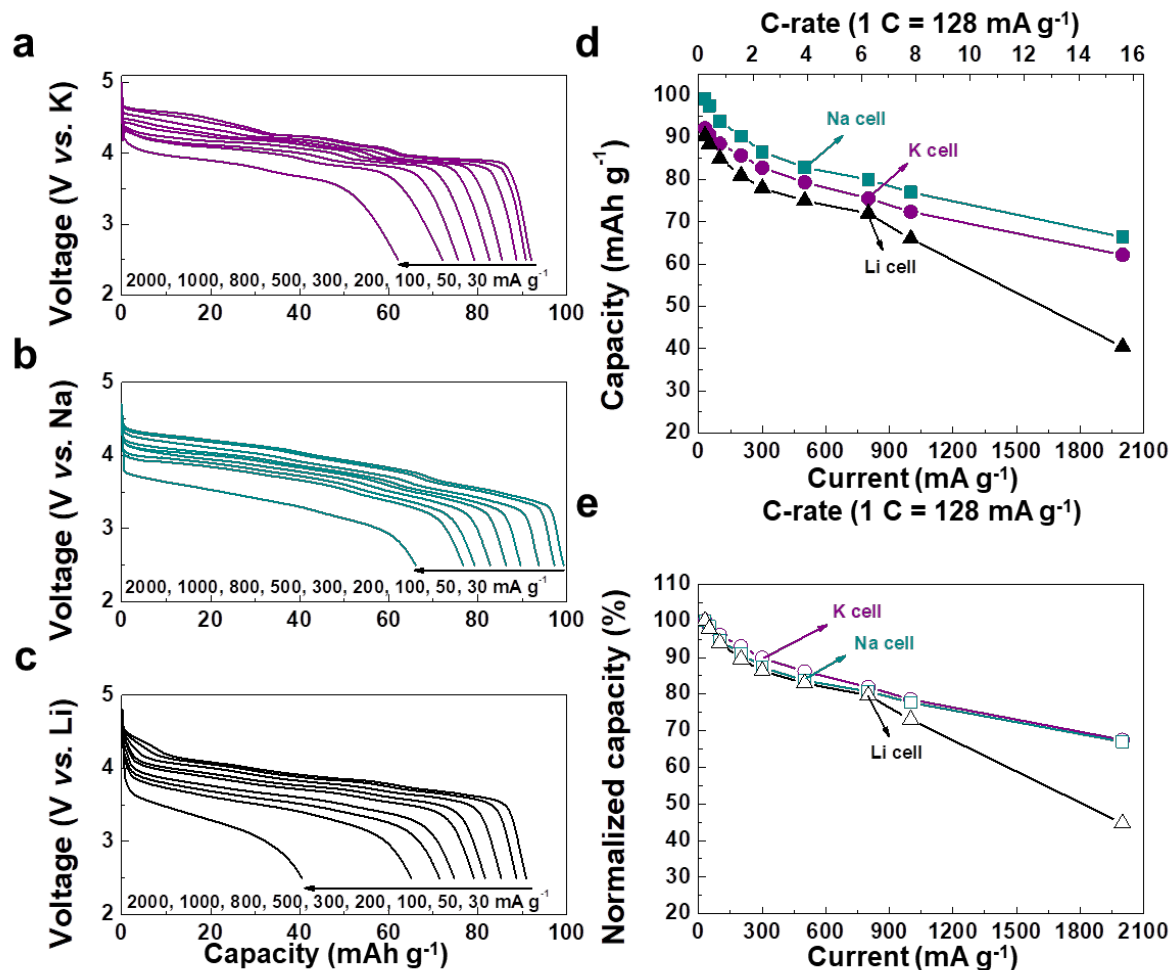 a
Voltage (V vs. K)
5
4
3
2
2000, 1000, 800, 500, 300, 200, 100, 50, 30 mA g⁻¹
0 20 40 60 80 100
b
Voltage (V vs. Na)
5
4
3
2
2000, 1000, 800, 500, 300, 200, 100, 50, 30 mA g⁻¹
c
Voltage (V vs. Li)
5
4
3
2
2000, 1000, 800, 500, 300, 200, 100, 50, 30 mA g⁻¹
0 20 40 60 80 100
Capacity (mAh g⁻¹)
d
C-rate (1 C = 128 mA g⁻¹)
0 2 4 6 8 10 12 14 16
Capacity (mAh g⁻¹)
100
90
80
70
60
50
40
30
20
Na cell
K cell
Li cell
0 300 600 900 1200 1500 1800 2100
Current (mA g⁻¹)
e
C-rate (1 C = 128 mA g⁻¹)
Normalized capacity (%)
110
100
90
80
70
60
50
40
30
20
K cell
Na cell
Li cell
0 300 600 900 1200 1500 1800 2100
Current (mA g⁻¹)